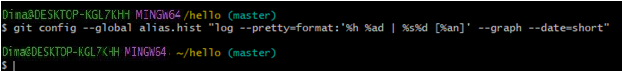 Dima@DESKTOP-KGL7KHH MINGW64 ~/hello (master)
$ git config --global alias.hist "log --pretty=format:'%h %ad | %s%d [%an]' --graph --date=short"
Dima@DESKTOP-KGL7KHH MINGW64 ~/hello (master)
$